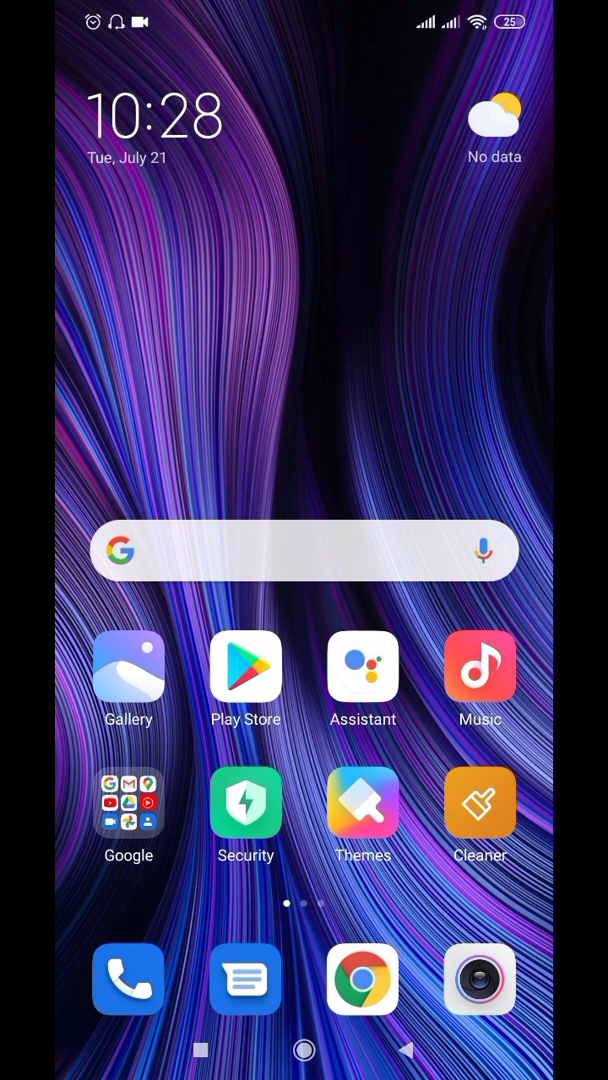 25
10:28
Tue, July 21
No data
Gallery
Play Store
Assistant
Music
Google
Security
Themes
Cleaner